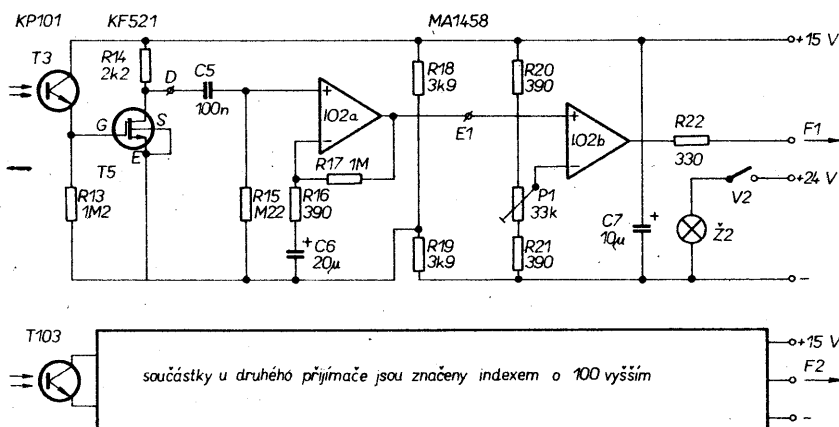 KP101 KF521 MA1458
+15 V
T3
R14
2k2
D
C5
100n
G
S
E
T5
R13
1M2
R15
M22
+
−
IO2a
R17 1M
R16
390
+
C6
20μ
R18
3k9
R19
3k9
E1
R20
390
P1
33k
R21
390
+
−
IO2b
R22
330
F1
+24 V
V2
Ž2
C7
10μ
+
−
T103
součástky u druhého přijímače jsou značeny indexem o 100 vyšším
+15 V
F2
−